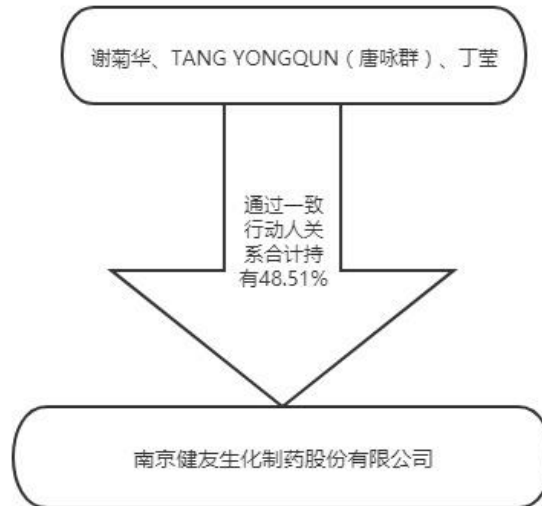 谢菊华、TANG YONGQUN（唐咏群）、丁莹
通过一致
行动人关
系合计持
有48.51%
南京健友生化制药股份有限公司